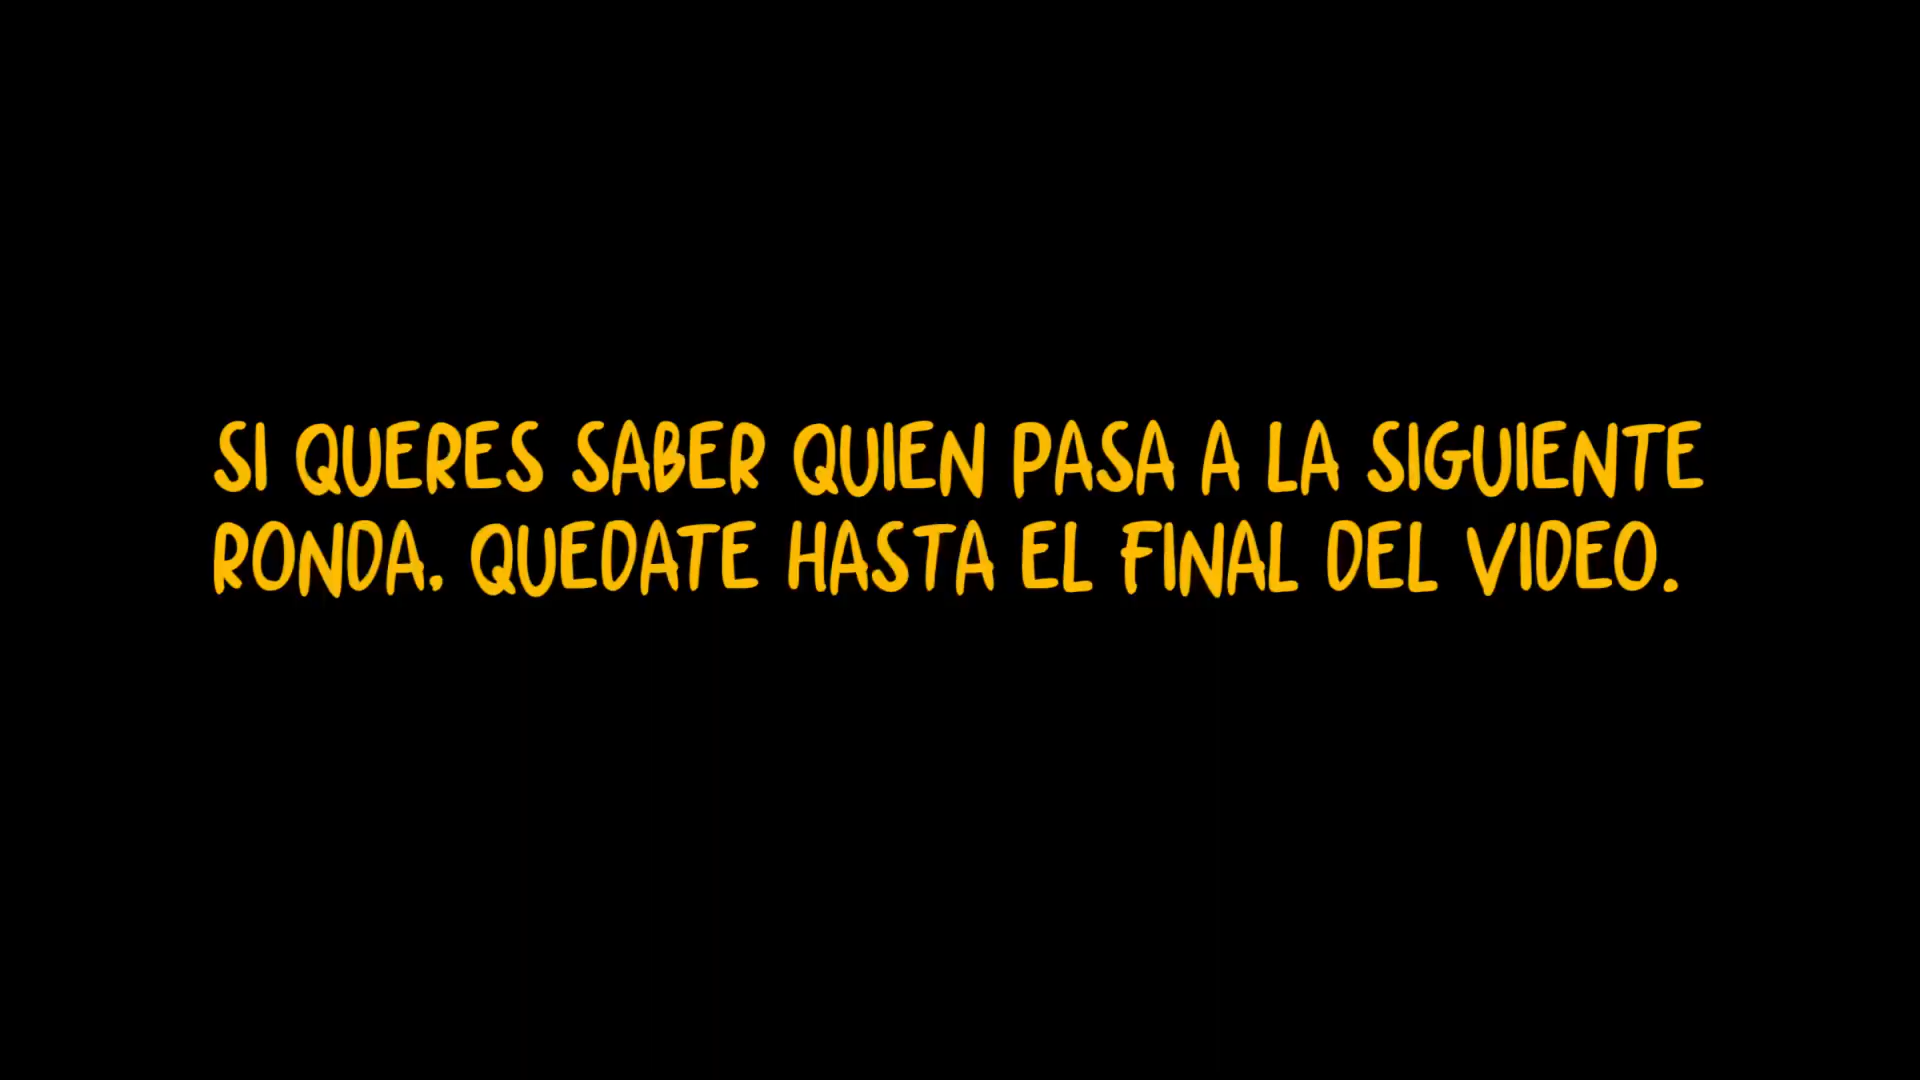 SI QUERES SABER QUIEN PASA A LA SIGUIENTE
RONDA. QUEDATE HASTA EL FINAL DEL VIDEO.